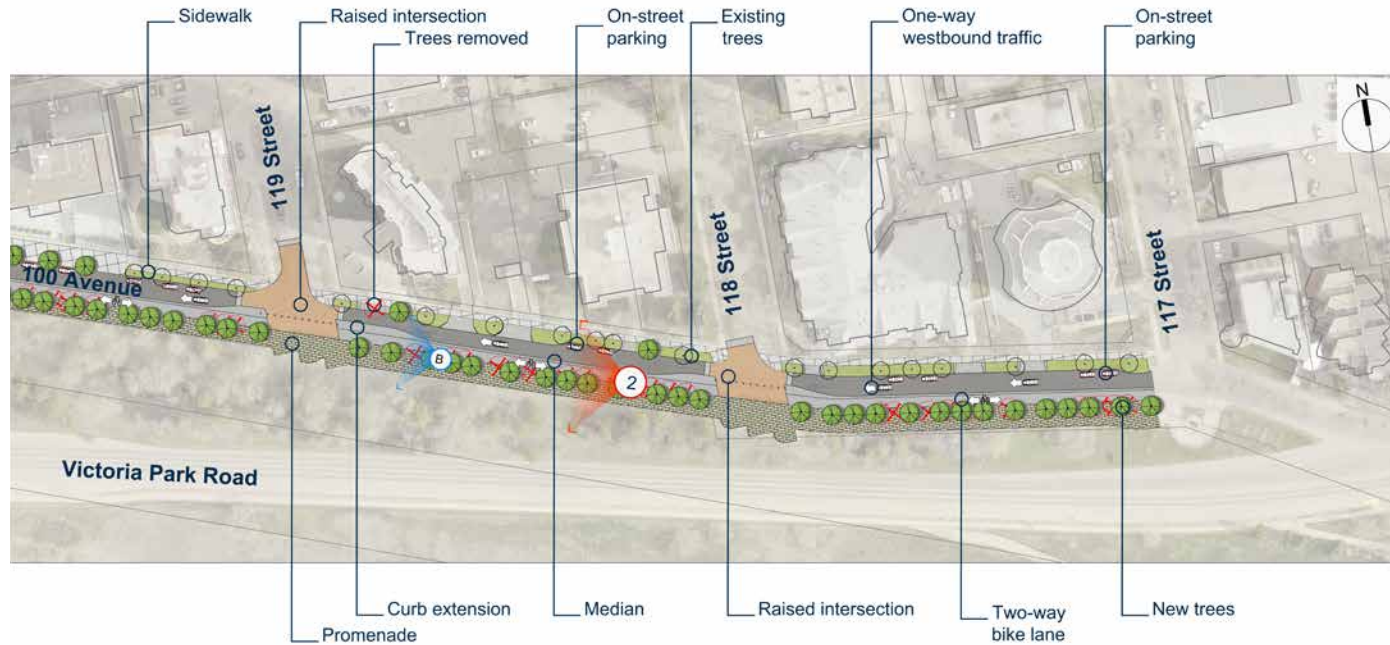 Sidewalk
Raised intersection
Trees removed
On-street
parking
Existing
trees
One-way
westbound traffic
On-street
parking
N
119 Street
118 Street
117 Street
100 Avenue
B
2
Victoria Park Road
Promenade
Curb extension
Median
Raised intersection
Two-way
bike lane
New trees